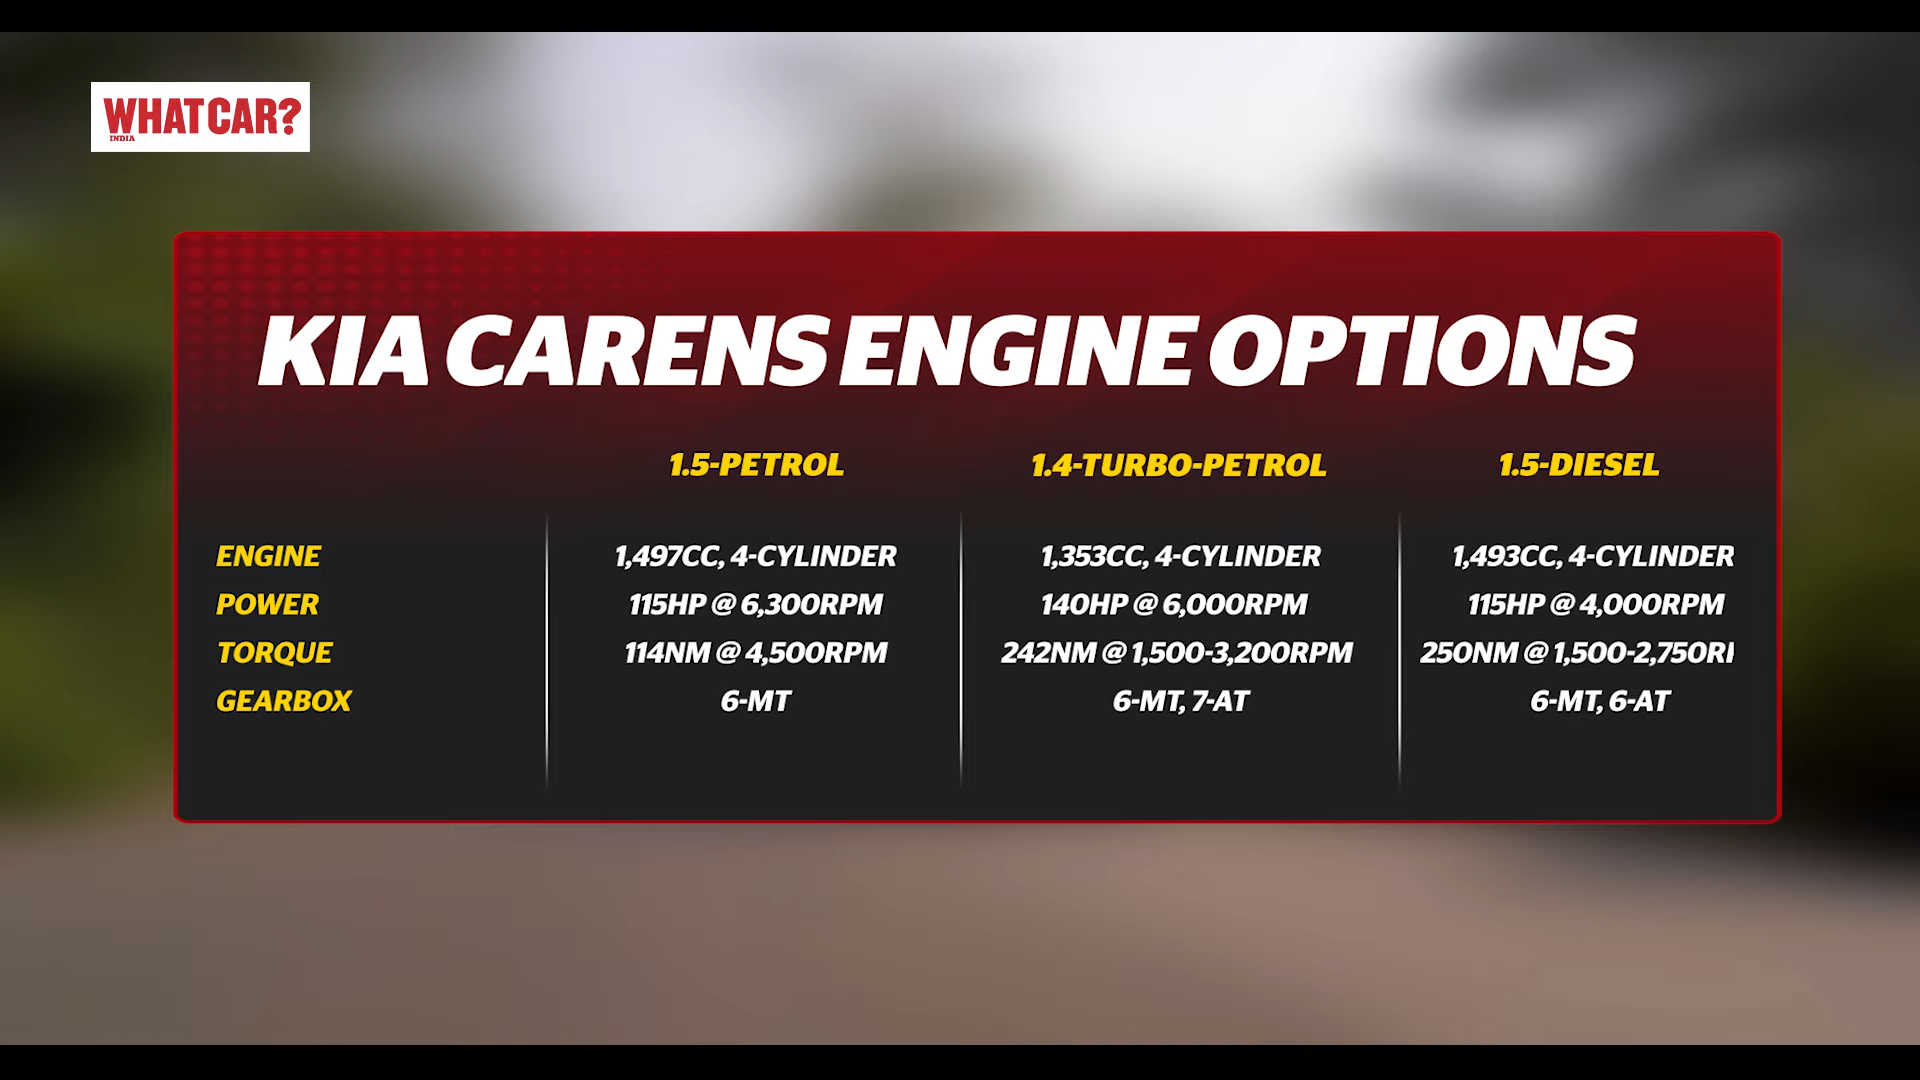 WHAT CAR?
INDIA
KIA CARENS ENGINE OPTIONS
1.5-PETROL 1.4-TURBO-PETROL 1.5-DIESEL
ENGINE 1,497CC, 4-CYLINDER 1,353CC, 4-CYLINDER 1,493CC, 4-CYLINDER
POWER 115HP @ 6,300RPM 140HP @ 6,000RPM 115HP @ 4,000RPM
TORQUE 114NM @ 4,500RPM 242NM @ 1,500-3,200RPM 250NM @ 1,500-2,750
GEARBOX 6-MT 6-MT, 7-AT 6-MT, 6-AT